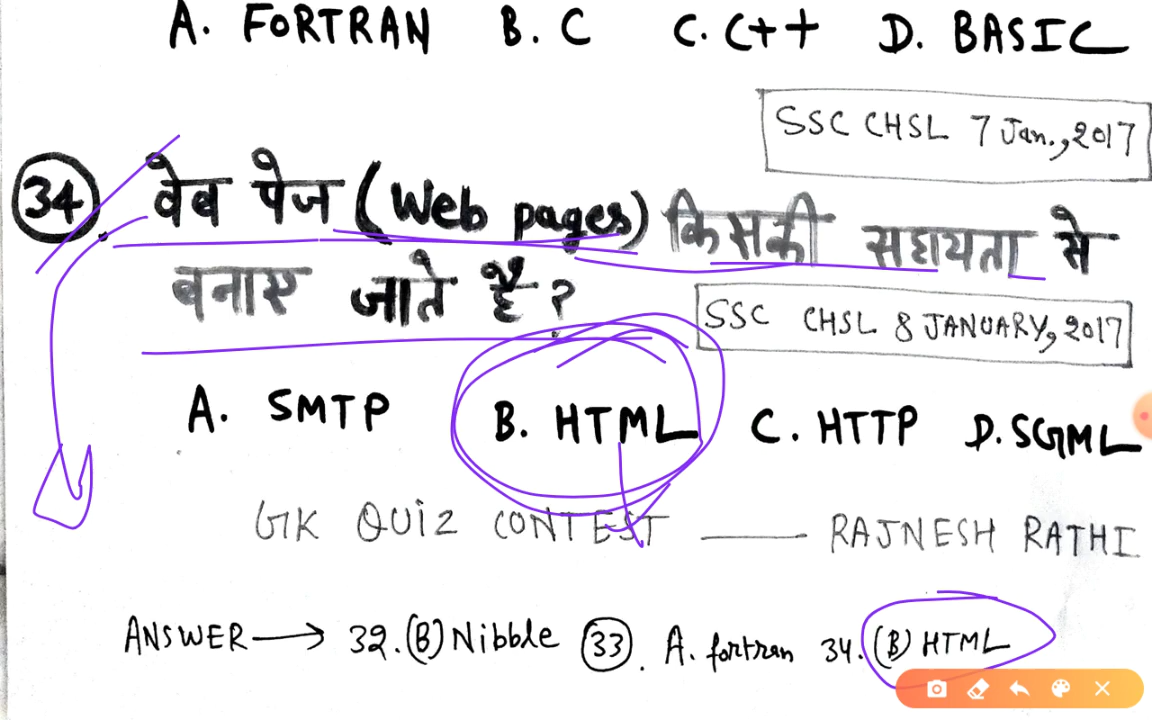 A. FORTRAN B. C C. C++ D. BASIC
SSC CHSL 7 Jan., 2017
34. वेब पेज (Web pages) किसकी सहायता से
बनाए जाते है ?
SSC CHSL 8 JANUARY, 2017
A. SMTP B. HTML C. HTTP D. SGML
GK QUiZ CONTEST —— RAJNESH RATHI
ANSWER → 32. (B) Nibble 33. A. fortran 34. (B) HTML